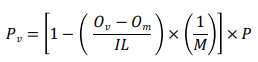 P_v = [1 − ( (O_v − O_m) / IL ) × (1 / M)] × P